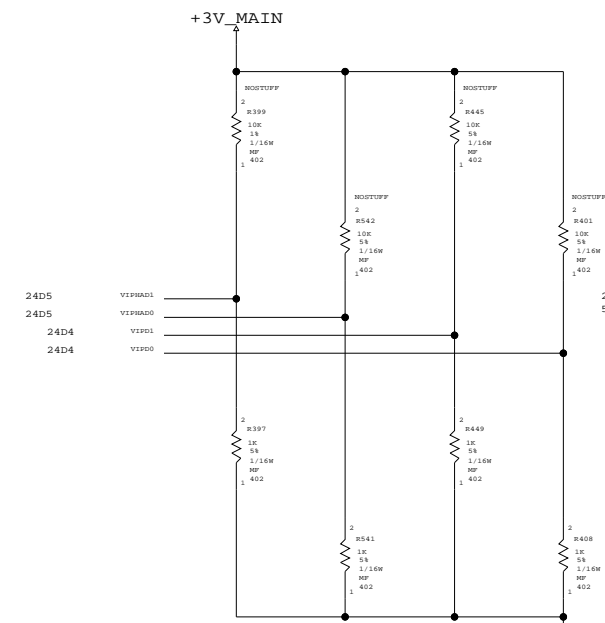 +3V_MAIN
NOSTUFF
2
R399
10K
1%
1/16W
MF
402
1
NOSTUFF
2
R445
10K
5%
1/16W
MF
402
1
NOSTUFF
2
R542
10K
5%
1/16W
MF
402
1
NOSTUFF
2
R401
10K
5%
1/16W
MF
402
1
24D5 VIPHAD1
24D5 VIPHAD0
24D4 VIPD1
24D4 VIPD0
2
R397
1K
5%
1/16W
MF
402
1
2
R449
1K
5%
1/16W
MF
402
1
2
R541
1K
5%
1/16W
MF
402
1
2
R408
1K
5%
1/16W
MF
402
1